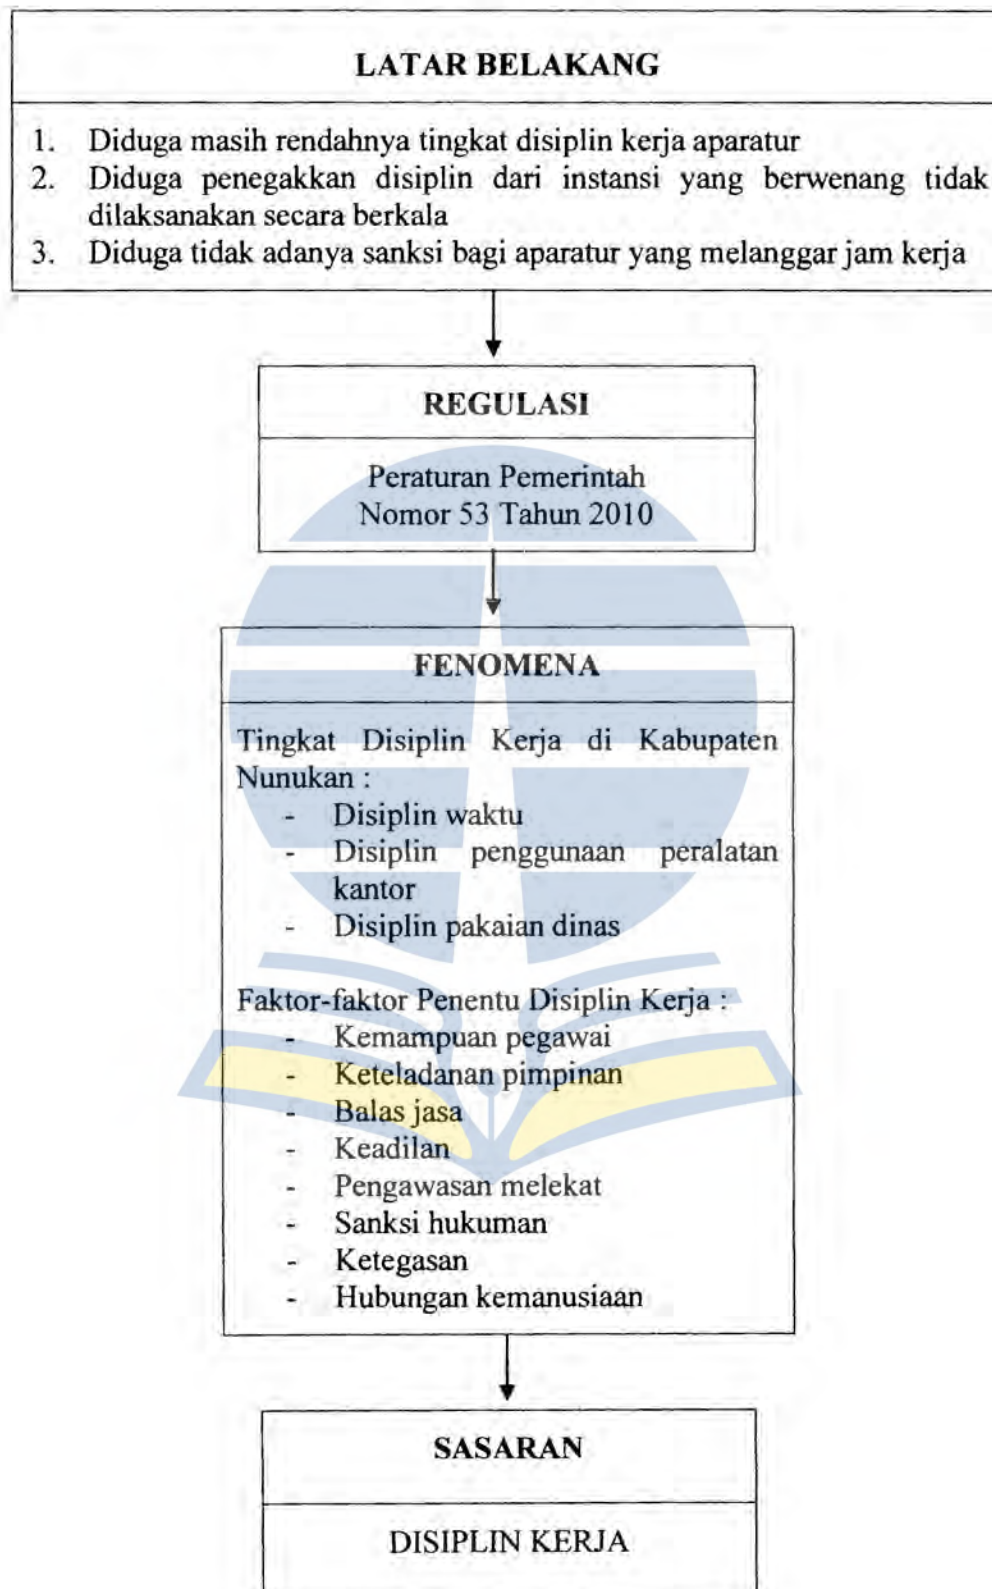 LATAR BELAKANG
1. Diduga masih rendahnya tingkat disiplin kerja aparatur
2. Diduga penegakkan disiplin dari instansi yang berwenang tidak
dilaksanakan secara berkala
3. Diduga tidak adanya sanksi bagi aparatur yang melanggar jam kerja
REGULASI
Peraturan Pemerintah
Nomor 53 Tahun 2010
FENOMENA
Tingkat Disiplin Kerja di Kabupaten
Nunukan :
- Disiplin waktu
- Disiplin penggunaan peralatan
kantor
- Disiplin pakaian dinas
Faktor-faktor Penentu Disiplin Kerja :
- Kemampuan pegawai
- Keteladanan pimpinan
- Balas jasa
- Keadilan
- Pengawasan melekat
- Sanksi hukuman
- Ketegasan
- Hubungan kemanusiaan
SASARAN
DISIPLIN KERJA